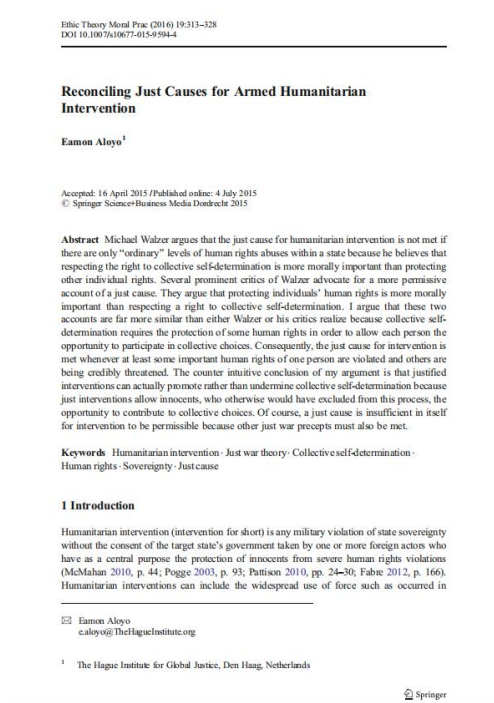 Ethic Theory Moral Prac (2016) 19:313–328
DOI 10.1007/s10677-015-9594-4
Reconciling Just Causes for Armed Humanitarian
Intervention
Eamon Aloyo1
Accepted: 16 April 2015 / Published online: 4 July 2015
© Springer Science+Business Media Dordrecht 2015
Abstract Michael Walzer argues that the just cause for humanitarian intervention is not met if
there are only “ordinary” levels of human rights abuses within a state because he believes that
respecting the right to collective self-determination is more morally important than protecting
other individual rights. Several prominent critics of Walzer advocate for a more permissive
account of a just cause. They argue that protecting individuals’ human rights is more morally
important than respecting a right to collective self-determination. I argue that these two
accounts are far more similar than either Walzer or his critics realize because collective self-
determination requires the protection of some human rights in order to allow each person the
opportunity to participate in collective choices. Consequently, the just cause for intervention is
met whenever at least some important human rights of one person are violated and others are
being credibly threatened. The counter intuitive conclusion of my argument is that justified
interventions can actually promote rather than undermine collective self-determination because
just interventions allow innocents, who otherwise would have excluded from this process, the
opportunity to contribute to collective choices. Of course, a just cause is insufficient in itself
for intervention to be permissible because other just war precepts must also be met.
Keywords Humanitarian intervention · Just war theory · Collective self-determination ·
Human rights · Sovereignty · Just cause
1 Introduction
Humanitarian intervention (intervention for short) is any military violation of state sovereignty
without the consent of the target state’s government taken by one or more foreign actors who
have as a central purpose the protection of innocents from severe human rights violations
(McMahan 2010, p. 44; Pogge 2003, p. 93; Pattison 2010, pp. 24–30; Fabre 2012, p. 166).
Humanitarian interventions can include the widespread use of force such as occurred in
✉ Eamon Aloyo
e.aloyo@TheHagueInstitute.org
1 The Hague Institute for Global Justice, Den Haag, Netherlands
Springer